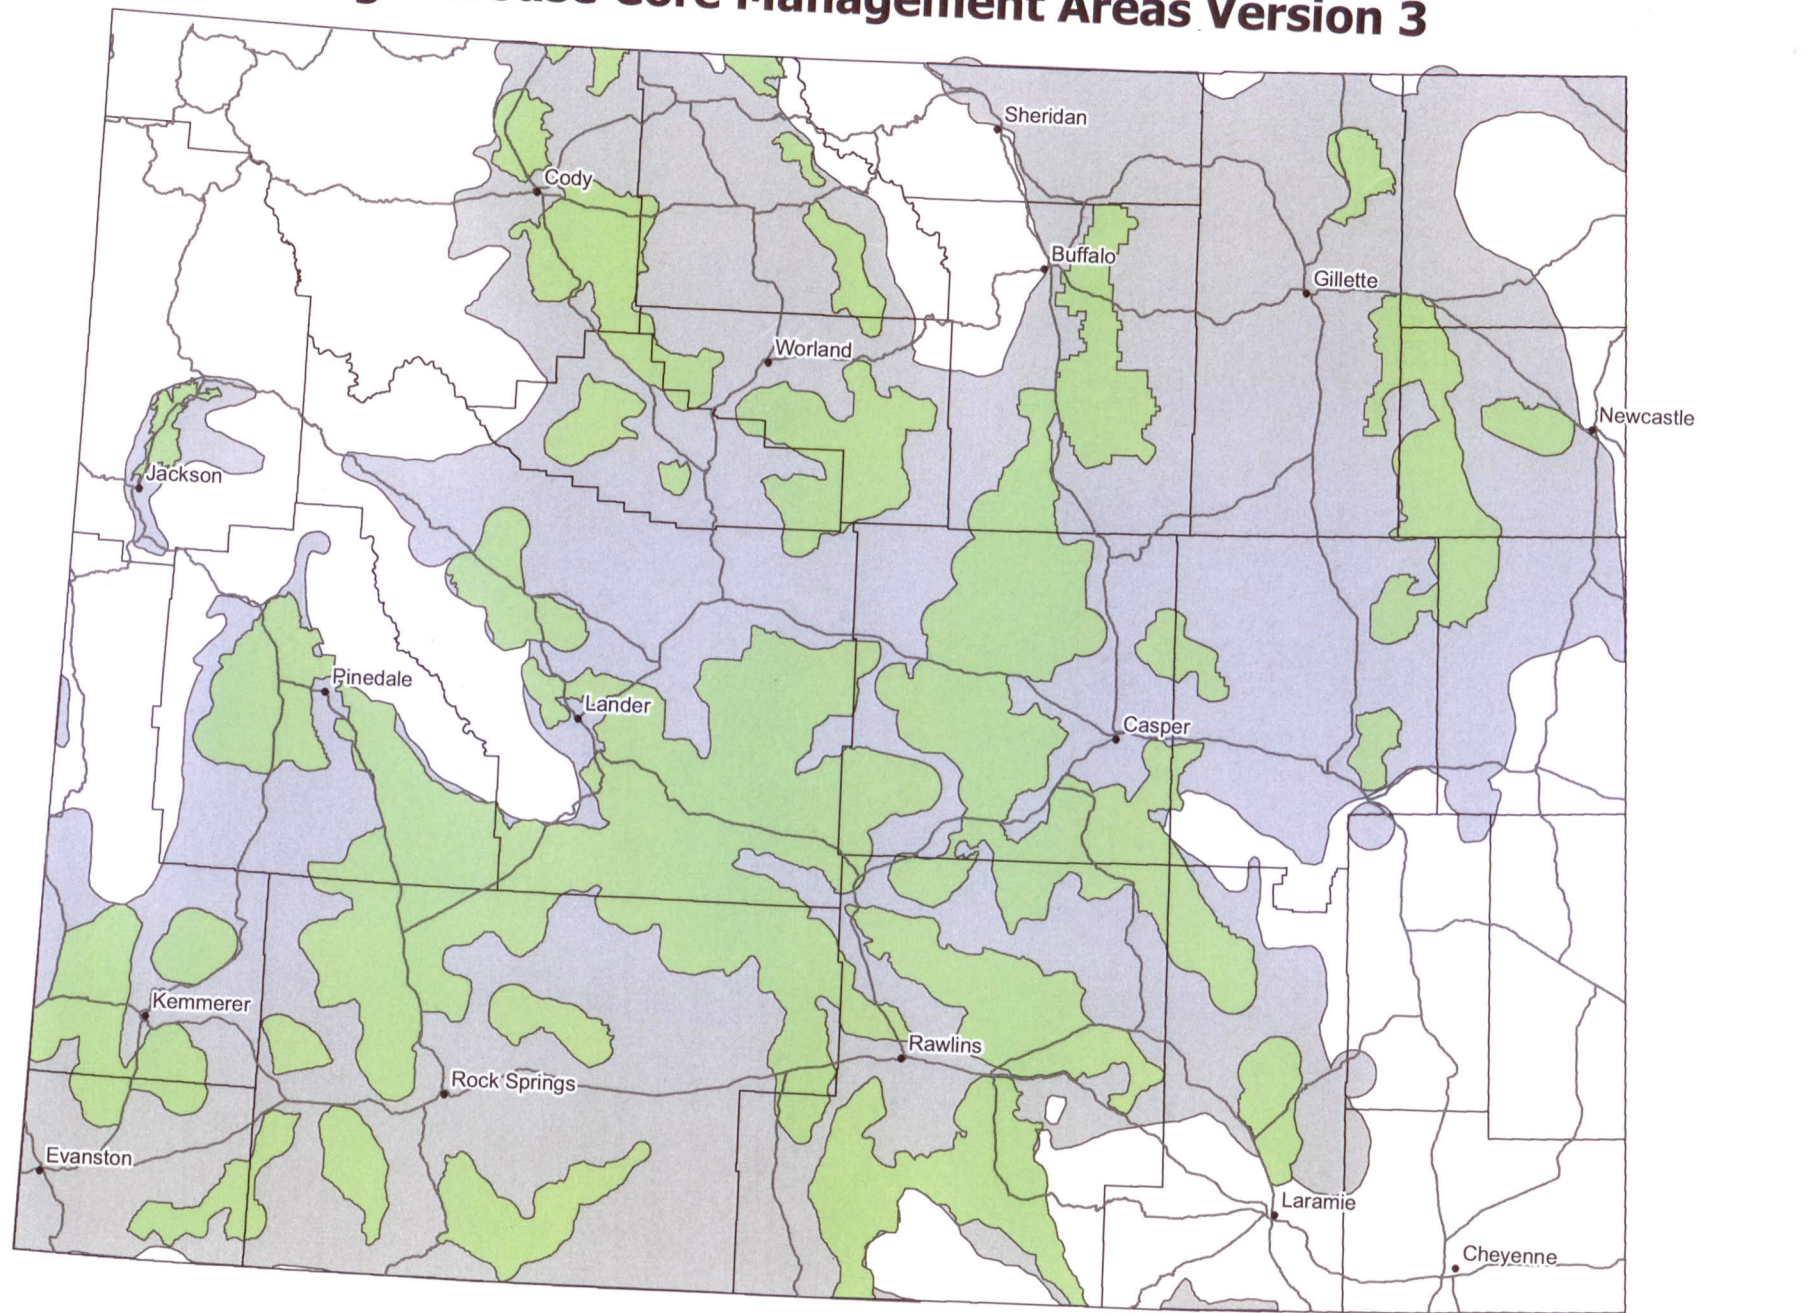 Core Management Areas Version 3
Sheridan
Cody
Buffalo
Gillette
Worland
Newcastle
Jackson
Pinedale
Lander
Casper
Kemmerer
Rawlins
Rock Springs
Evanston
Laramie
Cheyenne